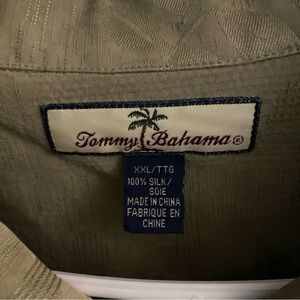 Tommy Bahama®
XXL/TTG
100% SILK/
SOIE
MADE IN CHINA
FABRIQUE EN
CHINE